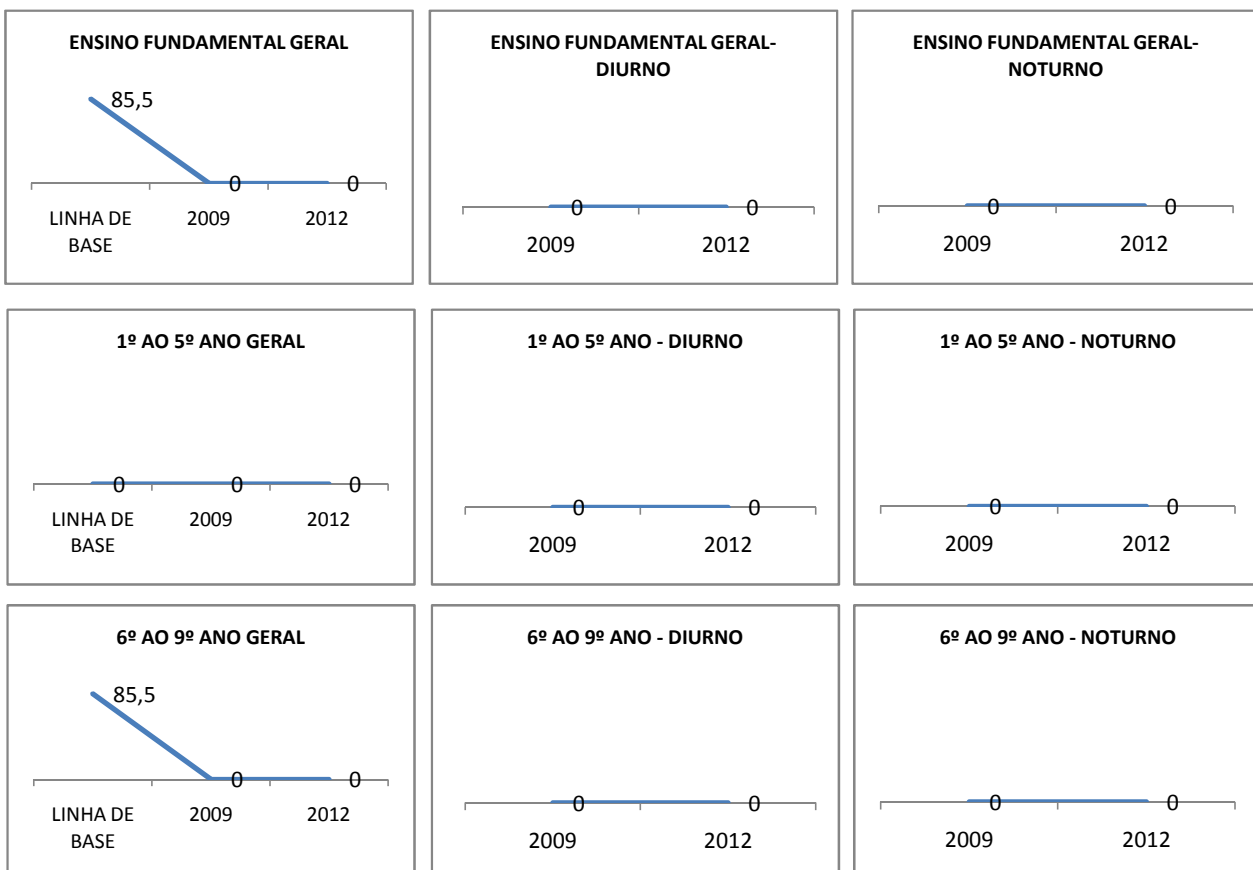 ENSINO FUNDAMENTAL GERAL
85,5
0
0
LINHA DE
BASE
2009
2012
ENSINO FUNDAMENTAL GERAL-
DIURNO
0
0
2009
2012
ENSINO FUNDAMENTAL GERAL-
NOTURNO
0
0
2009
2012
1º AO 5º ANO GERAL
0
0
0
LINHA DE
BASE
2009
2012
1º AO 5º ANO - DIURNO
0
0
2009
2012
1º AO 5º ANO - NOTURNO
0
0
2009
2012
6º AO 9º ANO GERAL
85,5
0
0
LINHA DE
BASE
2009
2012
6º AO 9º ANO - DIURNO
0
0
2009
2012
6º AO 9º ANO - NOTURNO
0
0
2009
2012